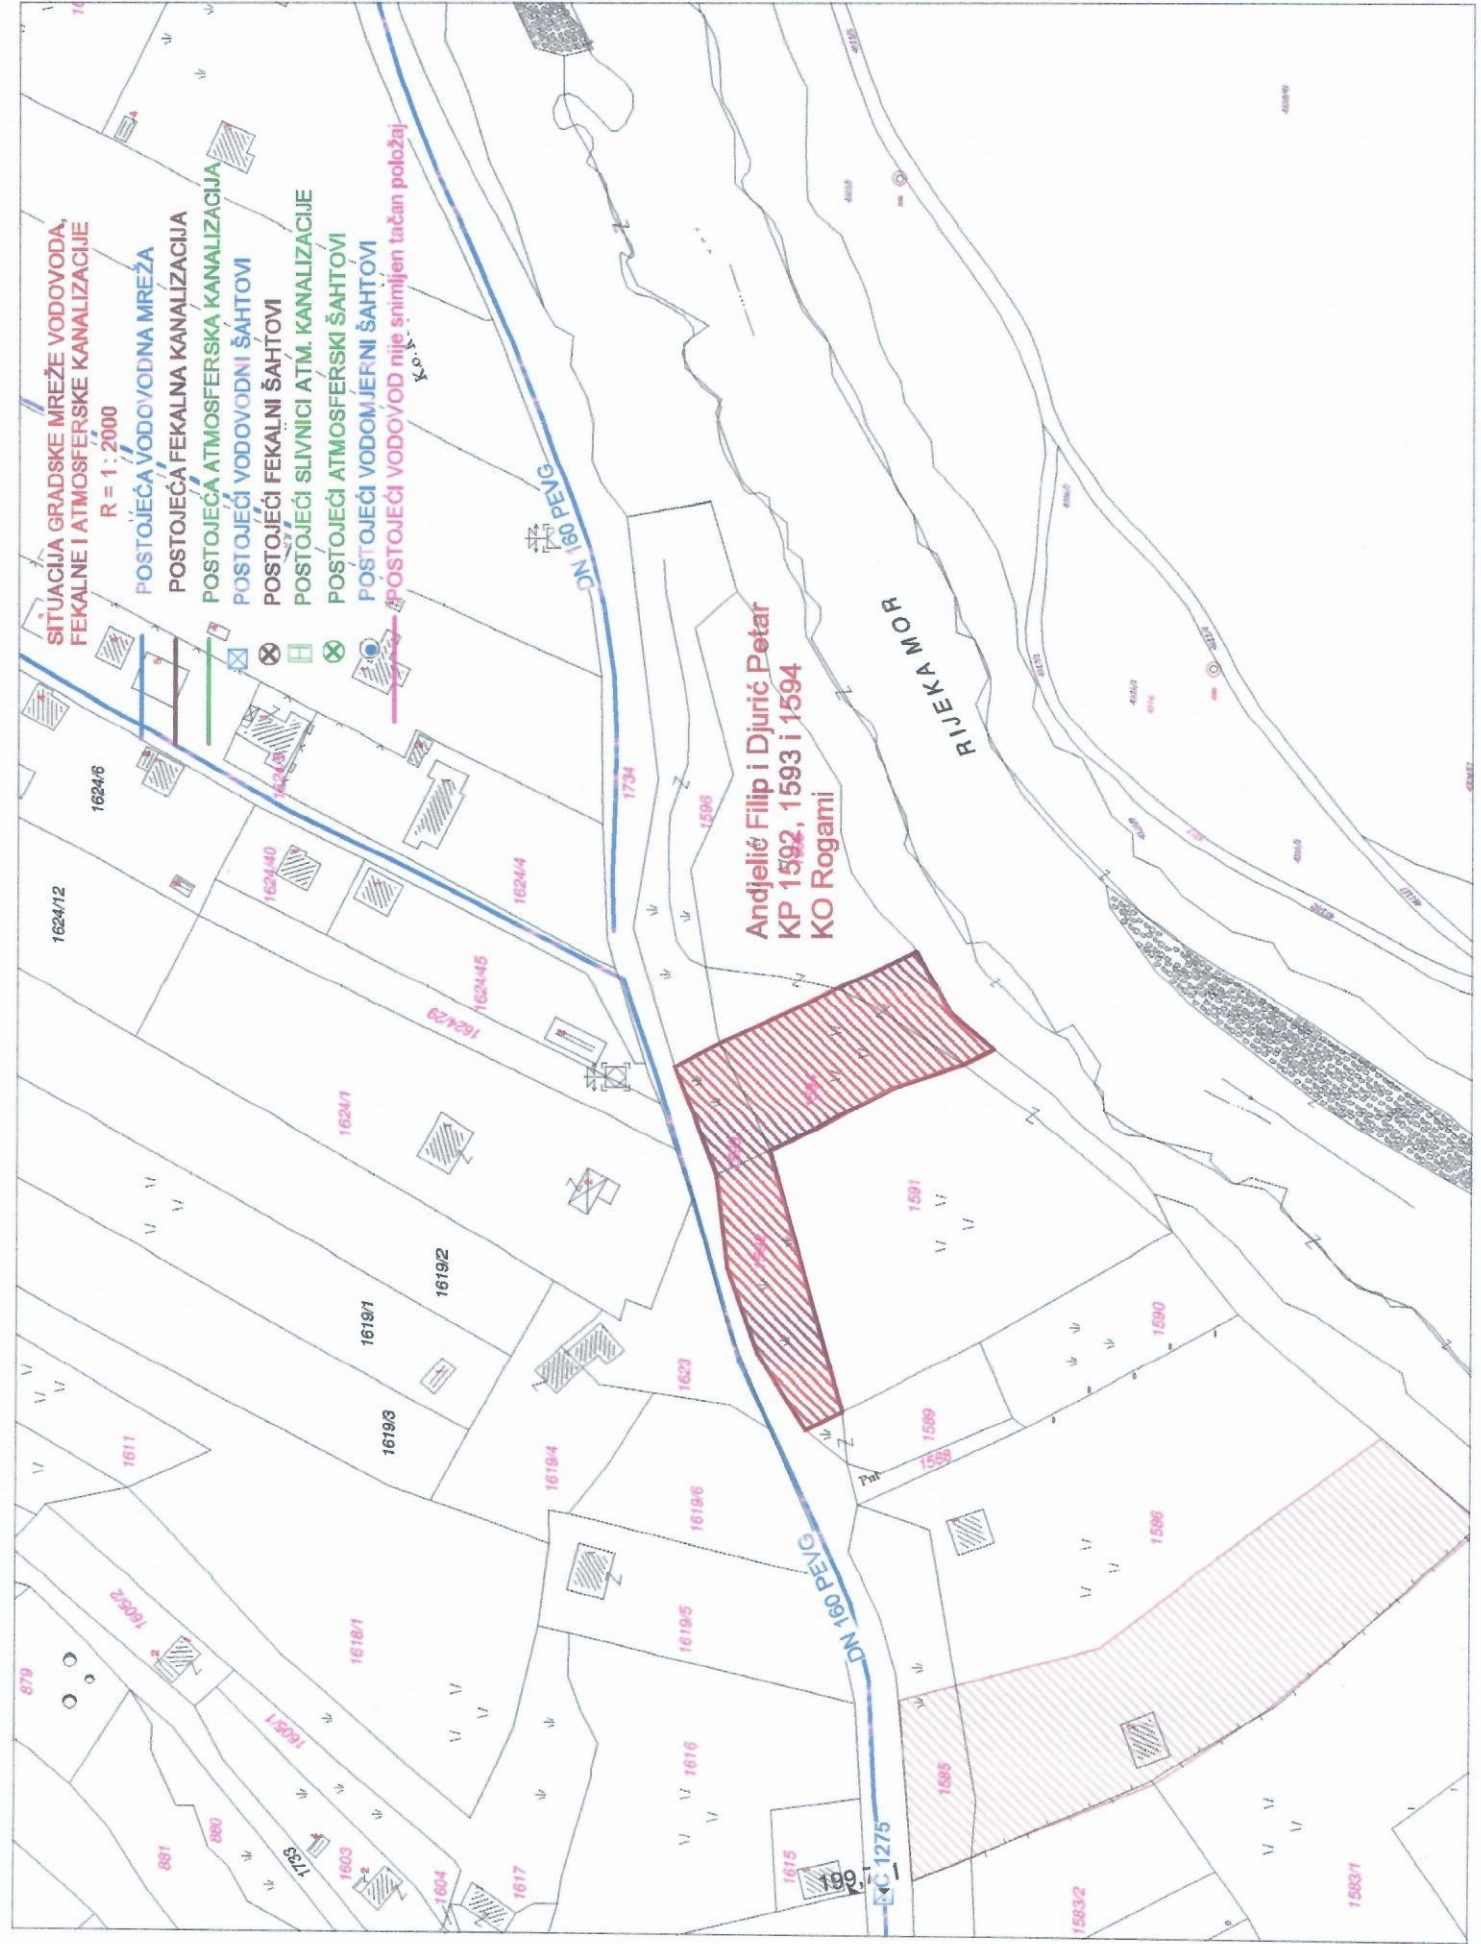 SITUACIJA GRADSKE MREŽE VODOVODA,
FEKALNE I ATMOSFERSKE KANALIZACIJE
R = 1 : 2000
POSTOJEĆA VODOVODNA MREŽA
POSTOJEĆA FEKALNA KANALIZACIJA
POSTOJEĆA ATMOSFERSKA KANALIZACIJA
POSTOJEĆI VODOVODNI ŠAHTOVI
POSTOJEĆI FEKALNI ŠAHTOVI
POSTOJEĆI SLIVNICI ATM. KANALIZACIJE
POSTOJEĆI ATMOSFERSKI ŠAHTOVI
POSTOJEĆI VODOMJERNI ŠAHTOVI
POSTOJEĆI VODOVOD nije snimljen tačan položaj
DN 160 PEVG
Andjelić Filip i Djurić Petar
KP 1592, 1593 i 1594
KO Rogami
RIJEKA MOR
1624/6
1624/12
1624/40
1624/4
1734
1596
1624/45
1624/29
1624/1
1619/2
1619/1
1619/3
1623
1591
1590
1589
1588
1586
1611
1619/4
1619/6
1619/5
DN 160 PEVG
1618/1
1605/2
1605/1
879
880
881
1733
1603
1604
1617
1616
1615
C 1275
1585
1583/2
1583/1